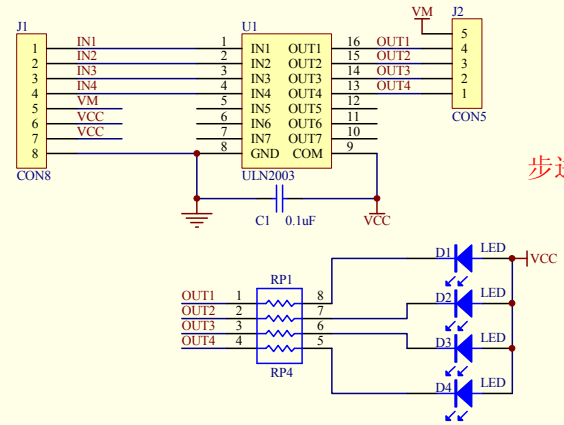 J1 U1 VM J2
1 IN1 1 IN1 OUT1 16 OUT1 5
2 IN2 2 IN2 OUT2 15 OUT2 4
3 IN3 3 IN3 OUT3 14 OUT3 3
4 IN4 4 IN4 OUT4 13 OUT4 2
5 VM 5 IN5 OUT5 12 1
6 VCC 6 IN6 OUT6 11 CON5
7 VCC 7 IN7 OUT7 10
8 8 GND COM 9
CON8 ULN2003
步
C1 0.1uF VCC
D1 LED
VCC
RP1
OUT1 1 8
OUT2 2 7 D2 LED
OUT3 3 6
OUT4 4 5 D3 LED
RP4
D4 LED